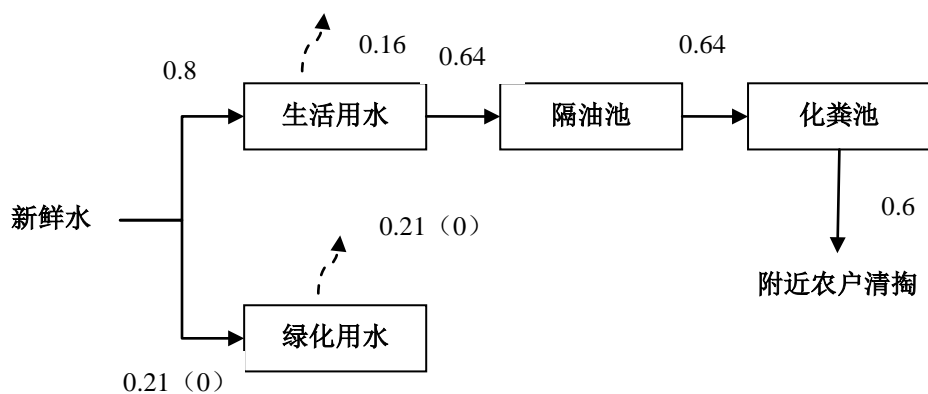 0.16
0.64
0.64
0.8
生活用水
隔油池
化粪池
新鲜水
0.21（0）
0.6
附近农户清掏
绿化用水
0.21（0）